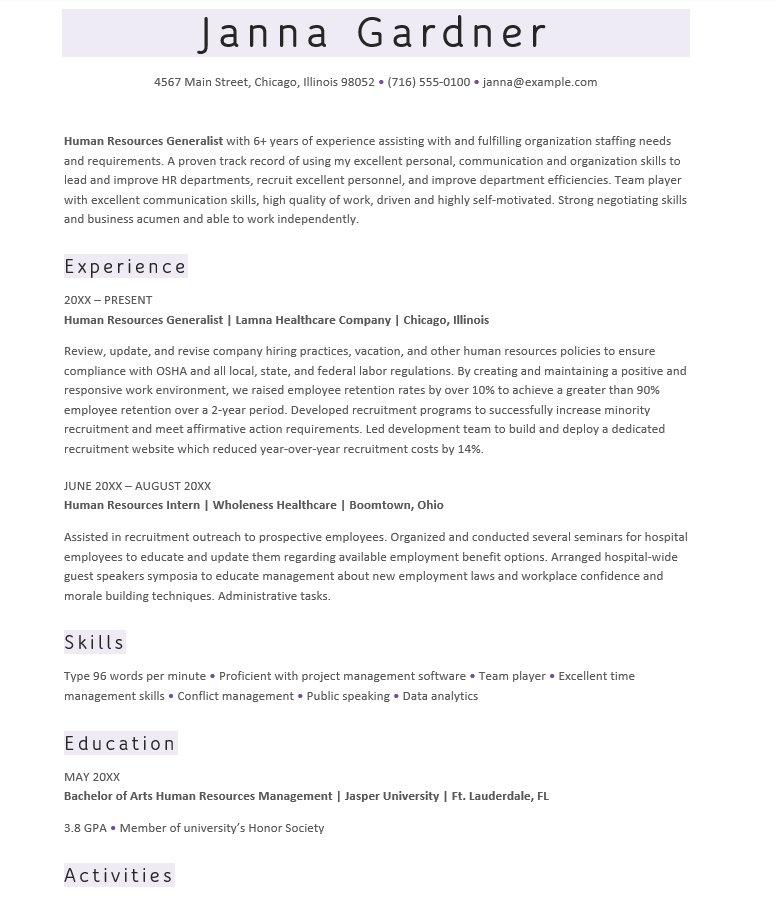 Janna Gardner
4567 Main Street, Chicago, Illinois 98052 • (716) 555-0100 • janna@example.com
Human Resources Generalist with 6+ years of experience assisting with and fulfilling organization staffing needs
and requirements. A proven track record of using my excellent personal, communication and organization skills to
lead and improve HR departments, recruit excellent personnel, and improve department efficiencies. Team player
with excellent communication skills, high quality of work, driven and highly self-motivated. Strong negotiating skills
and business acumen and able to work independently.
Experience
20XX – PRESENT
Human Resources Generalist | Lamna Healthcare Company | Chicago, Illinois
Review, update, and revise company hiring practices, vacation, and other human resources policies to ensure
compliance with OSHA and all local, state, and federal labor regulations. By creating and maintaining a positive and
responsive work environment, we raised employee retention rates by over 10% to achieve a greater than 90%
employee retention over a 2-year period. Developed recruitment programs to successfully increase minority
recruitment and meet affirmative action requirements. Led development team to build and deploy a dedicated
recruitment website which reduced year-over-year recruitment costs by 14%.
JUNE 20XX – AUGUST 20XX
Human Resources Intern | Wholeness Healthcare | Boomtown, Ohio
Assisted in recruitment outreach to prospective employees. Organized and conducted several seminars for hospital
employees to educate and update them regarding available employment benefit options. Arranged hospital-wide
guest speakers symposia to educate management about new employment laws and workplace confidence and
morale building techniques. Administrative tasks.
Skills
Type 96 words per minute • Proficient with project management software • Team player • Excellent time
management skills • Conflict management • Public speaking • Data analytics
Education
MAY 20XX
Bachelor of Arts Human Resources Management | Jasper University | Ft. Lauderdale, FL
3.8 GPA • Member of university’s Honor Society
Activities